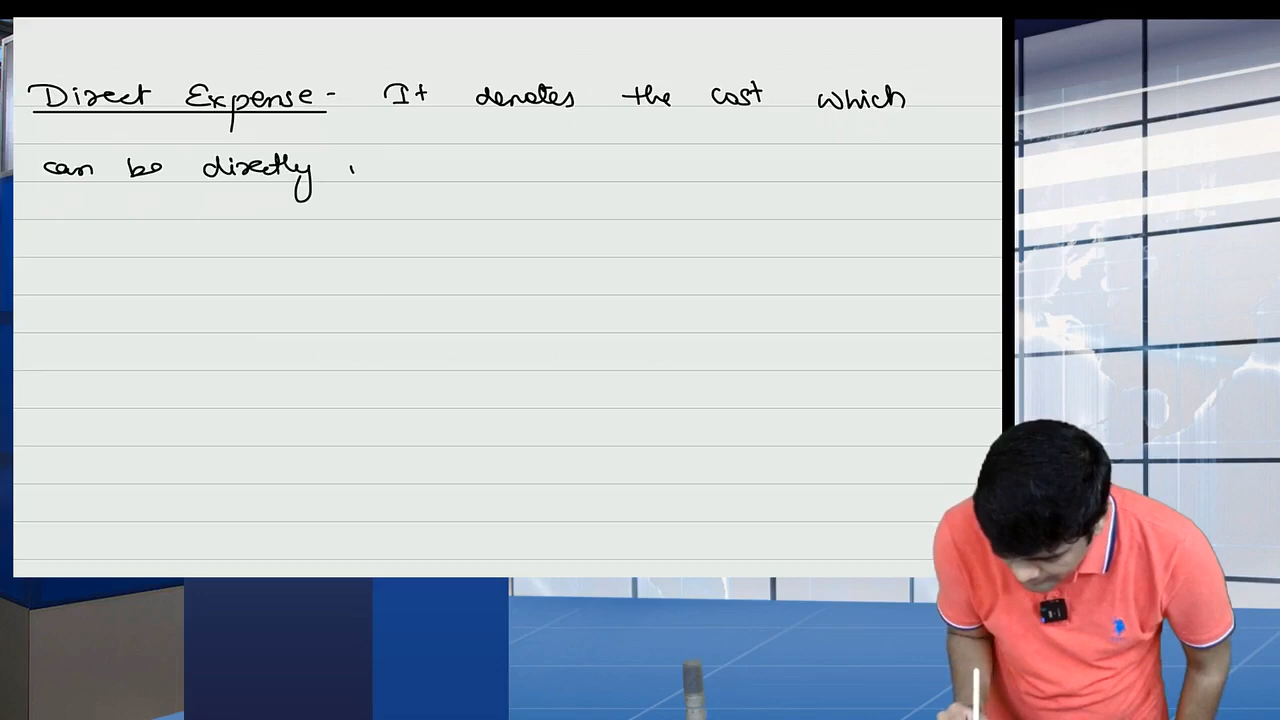 Direct Expense - It denotes the cost which
can be directly